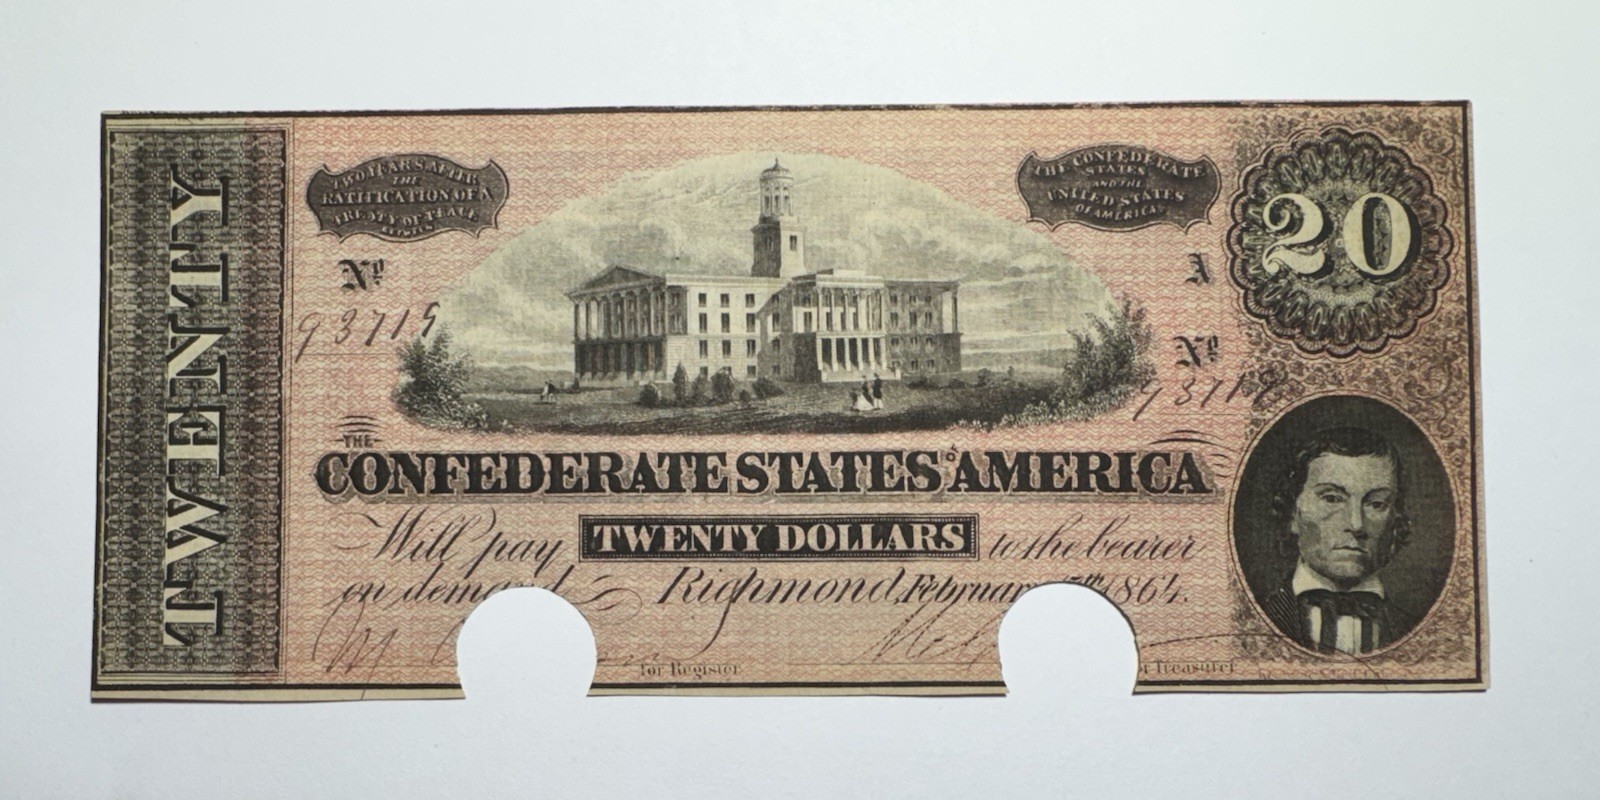 TWENTY
TWO YEARS AFTER
THE
RATIFICATION OF A
TREATY OF PEACE
BETWEEN
THE CONFEDERATE
STATES
AND THE
UNITED STATES
OF AMERICA
20
Nº
A
93719
Nº
93719
THE
CONFEDERATE STATES OF AMERICA
Will pay TWENTY DOLLARS to the bearer
on demand Richmond, 1864.
for Register
Treasurer